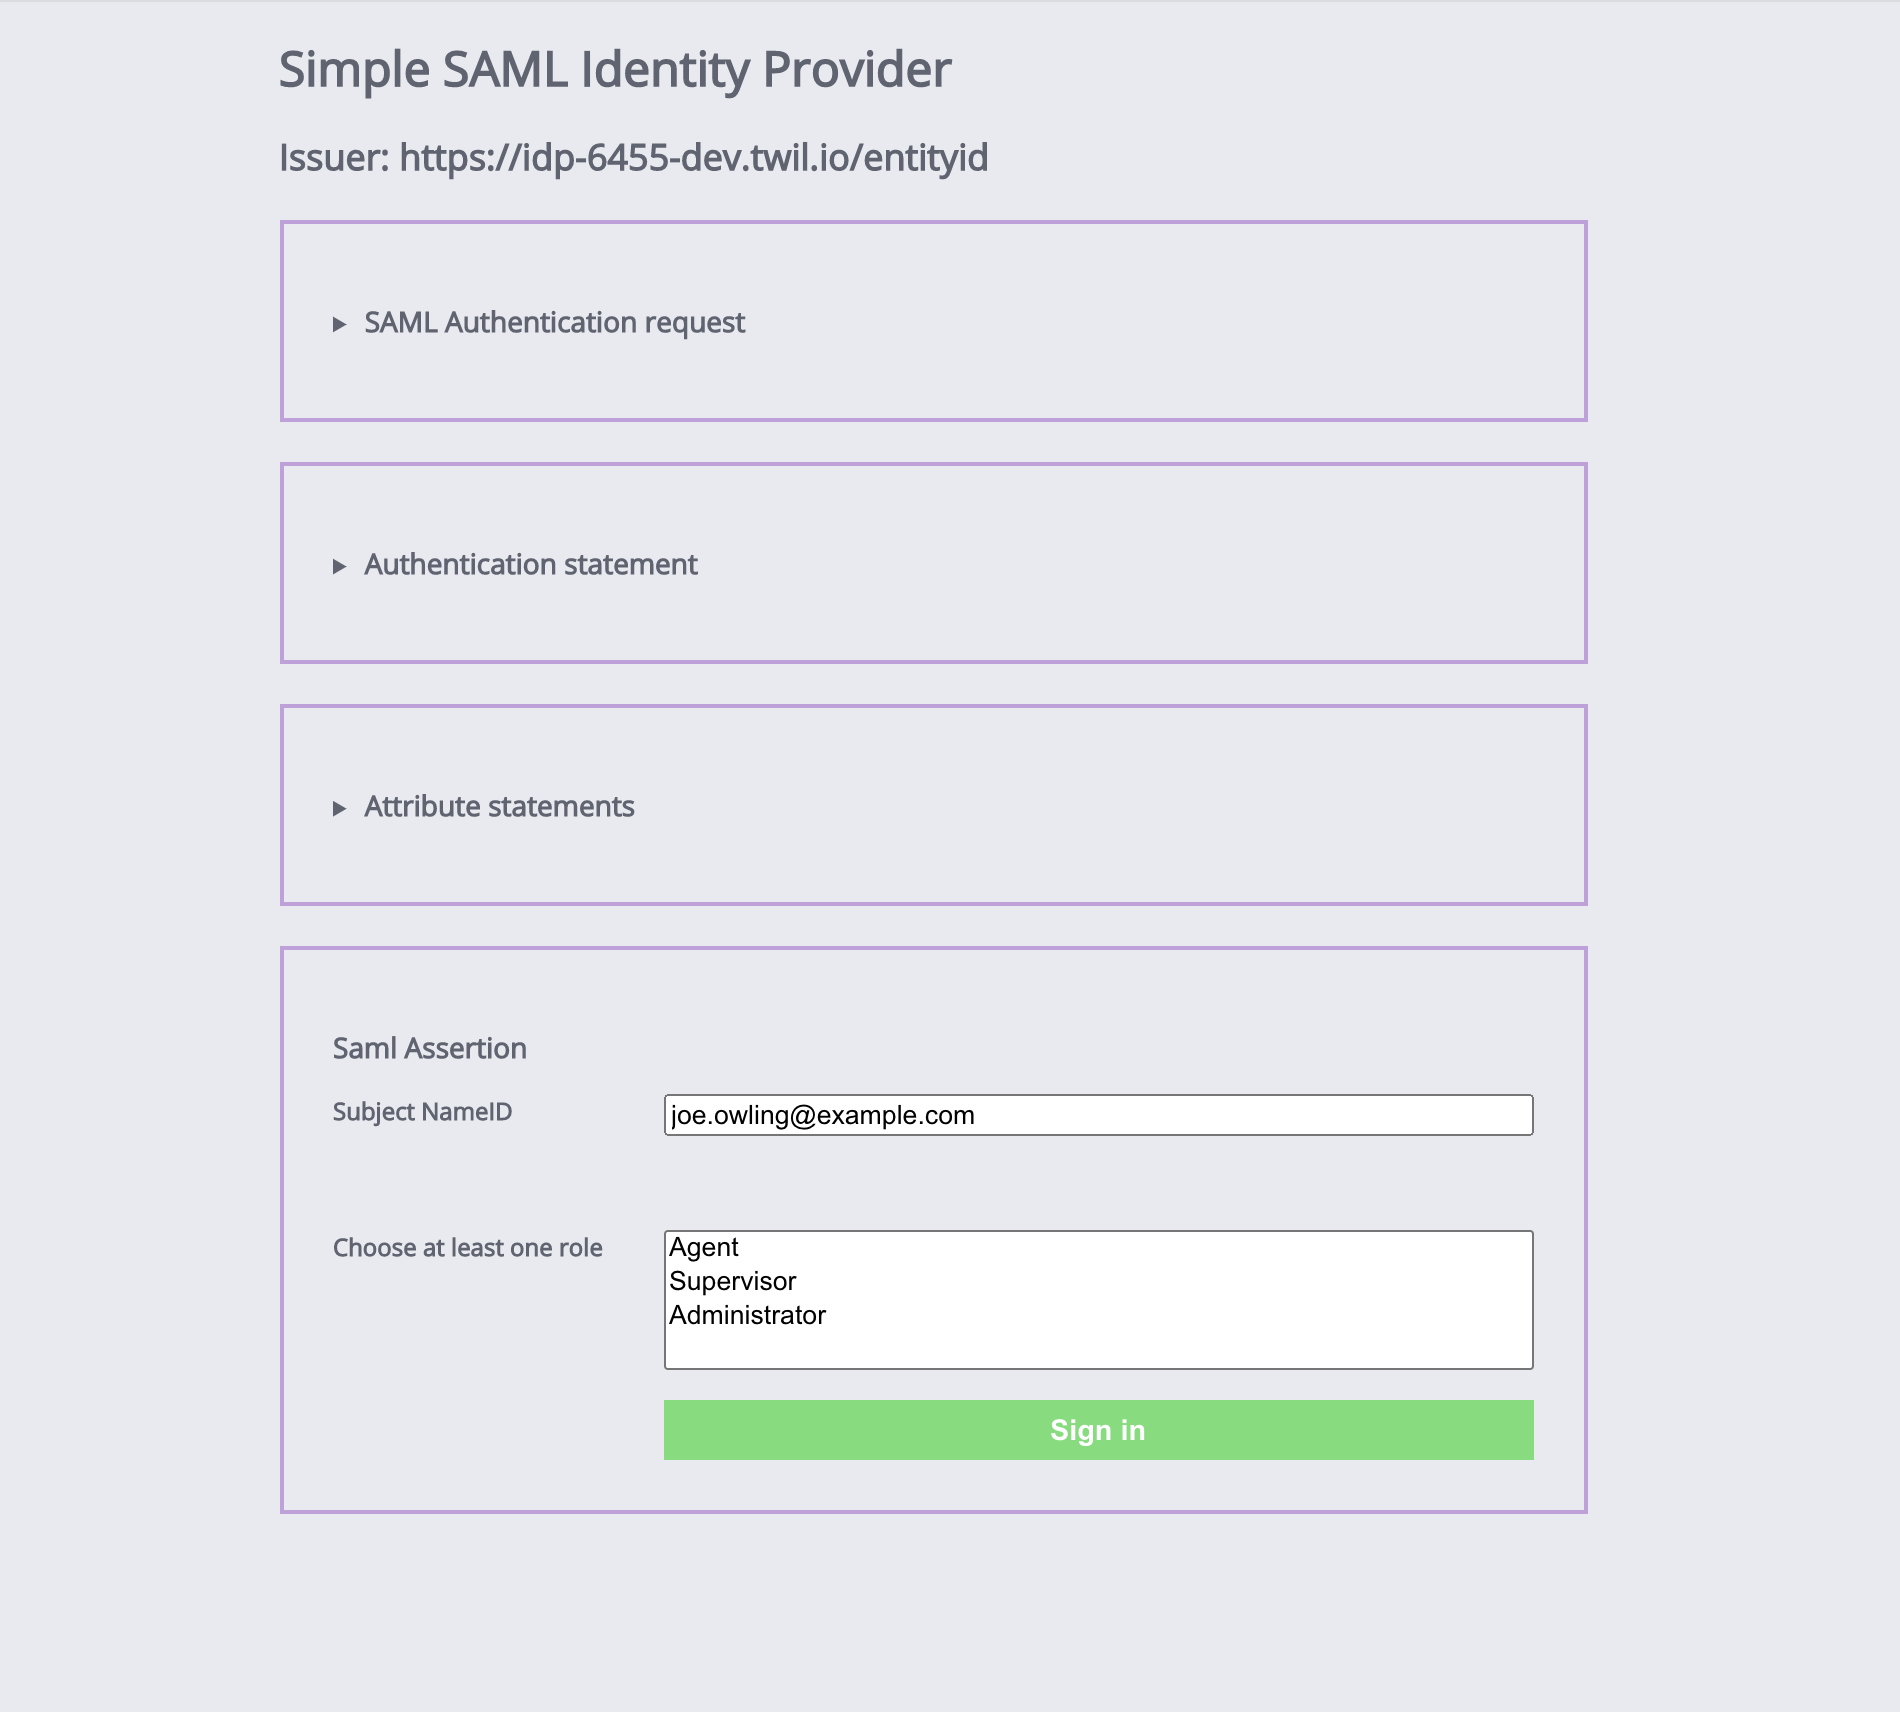 Simple SAML Identity Provider
Issuer: https://idp-6455-dev.twil.io/entityid
SAML Authentication request
Authentication statement
Attribute statements
Saml Assertion
Subject NameID joe.owling@example.com
Choose at least one role Agent
Supervisor
Administrator
Sign in